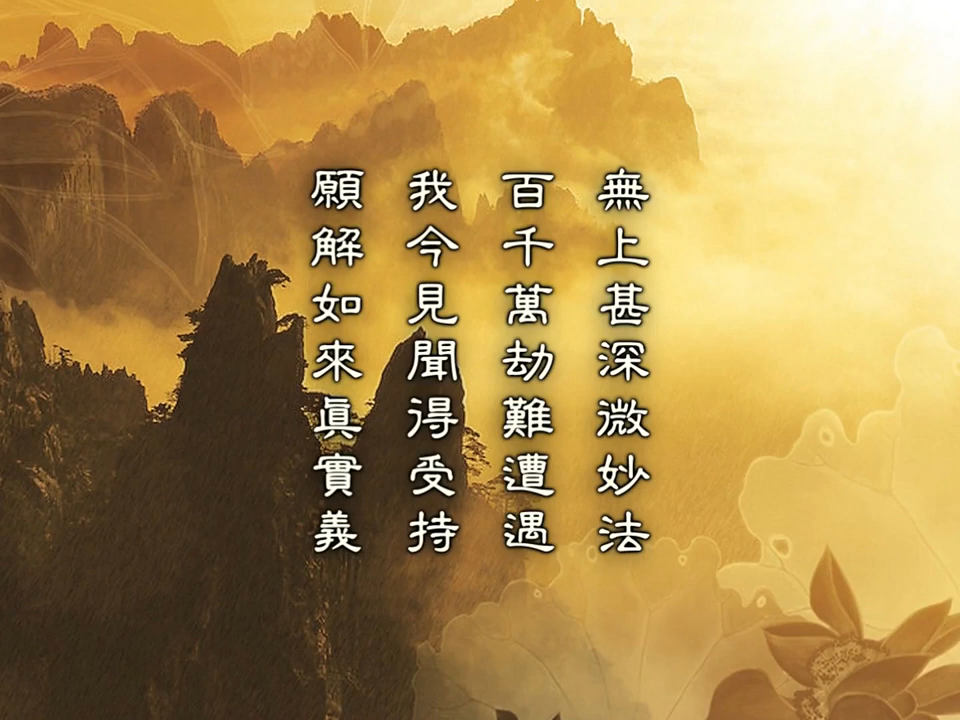 無上甚深微妙法
百千萬劫難遭遇
我今見聞得受持
願解如來眞實義